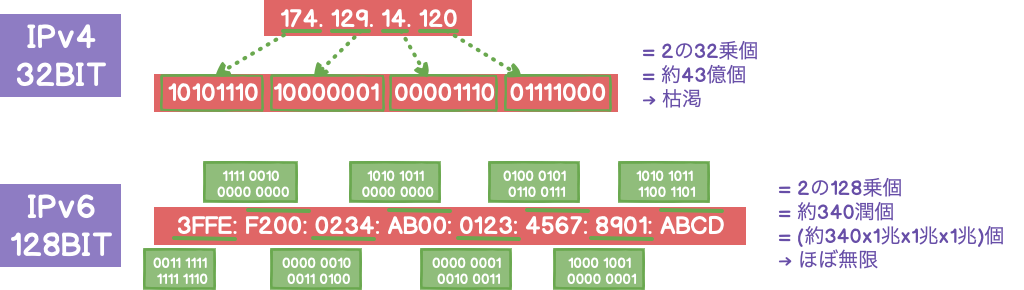 IPv4
32BIT
174. 129. 14. 120
10101110 10000001 00001110 01111000
= 2の32乗個
= 約43億個
→ 枯渇
IPv6
128BIT
1111 0010
0000 0000
1010 1011
0000 0000
0100 0101
0110 0111
1010 1011
1100 1101
3FFE: F200: 0234: AB00: 0123: 4567: 8901: ABCD
0011 1111
1111 1110
0000 0010
0011 0100
0000 0001
0010 0011
1000 1001
0000 0001
= 2の128乗個
= 約340潤個
= (約340x1兆x1兆x1兆)個
→ ほぼ無限